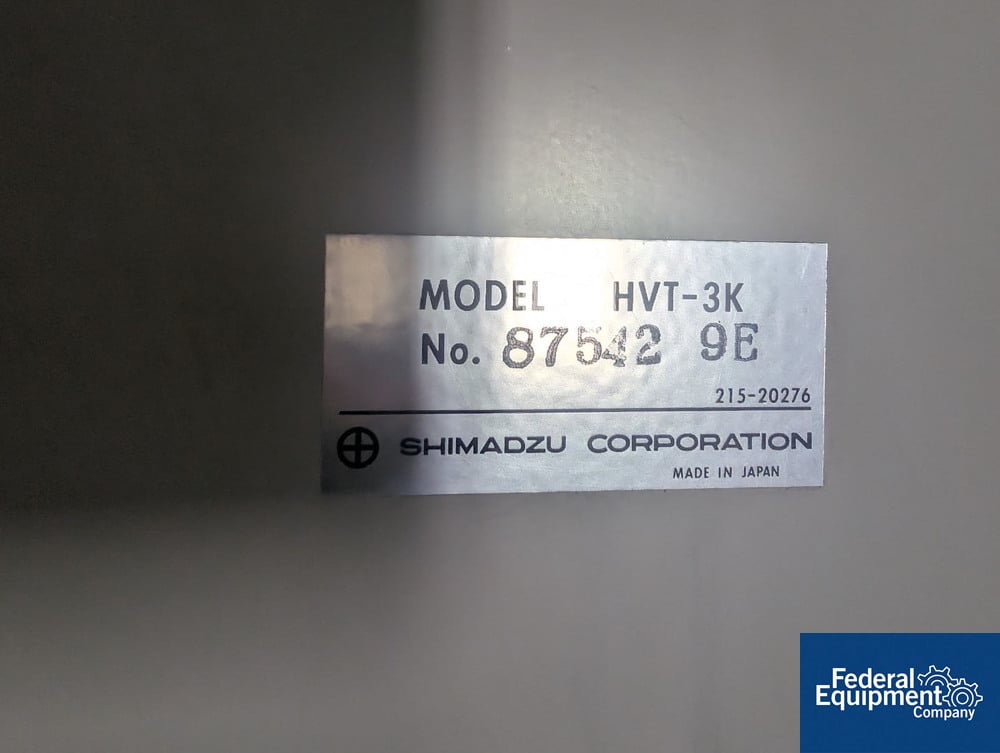 MODEL HVT-3K
No. 87542 9E
215-20276
SHIMADZU CORPORATION
MADE IN JAPAN
Federal
Equipment
Company